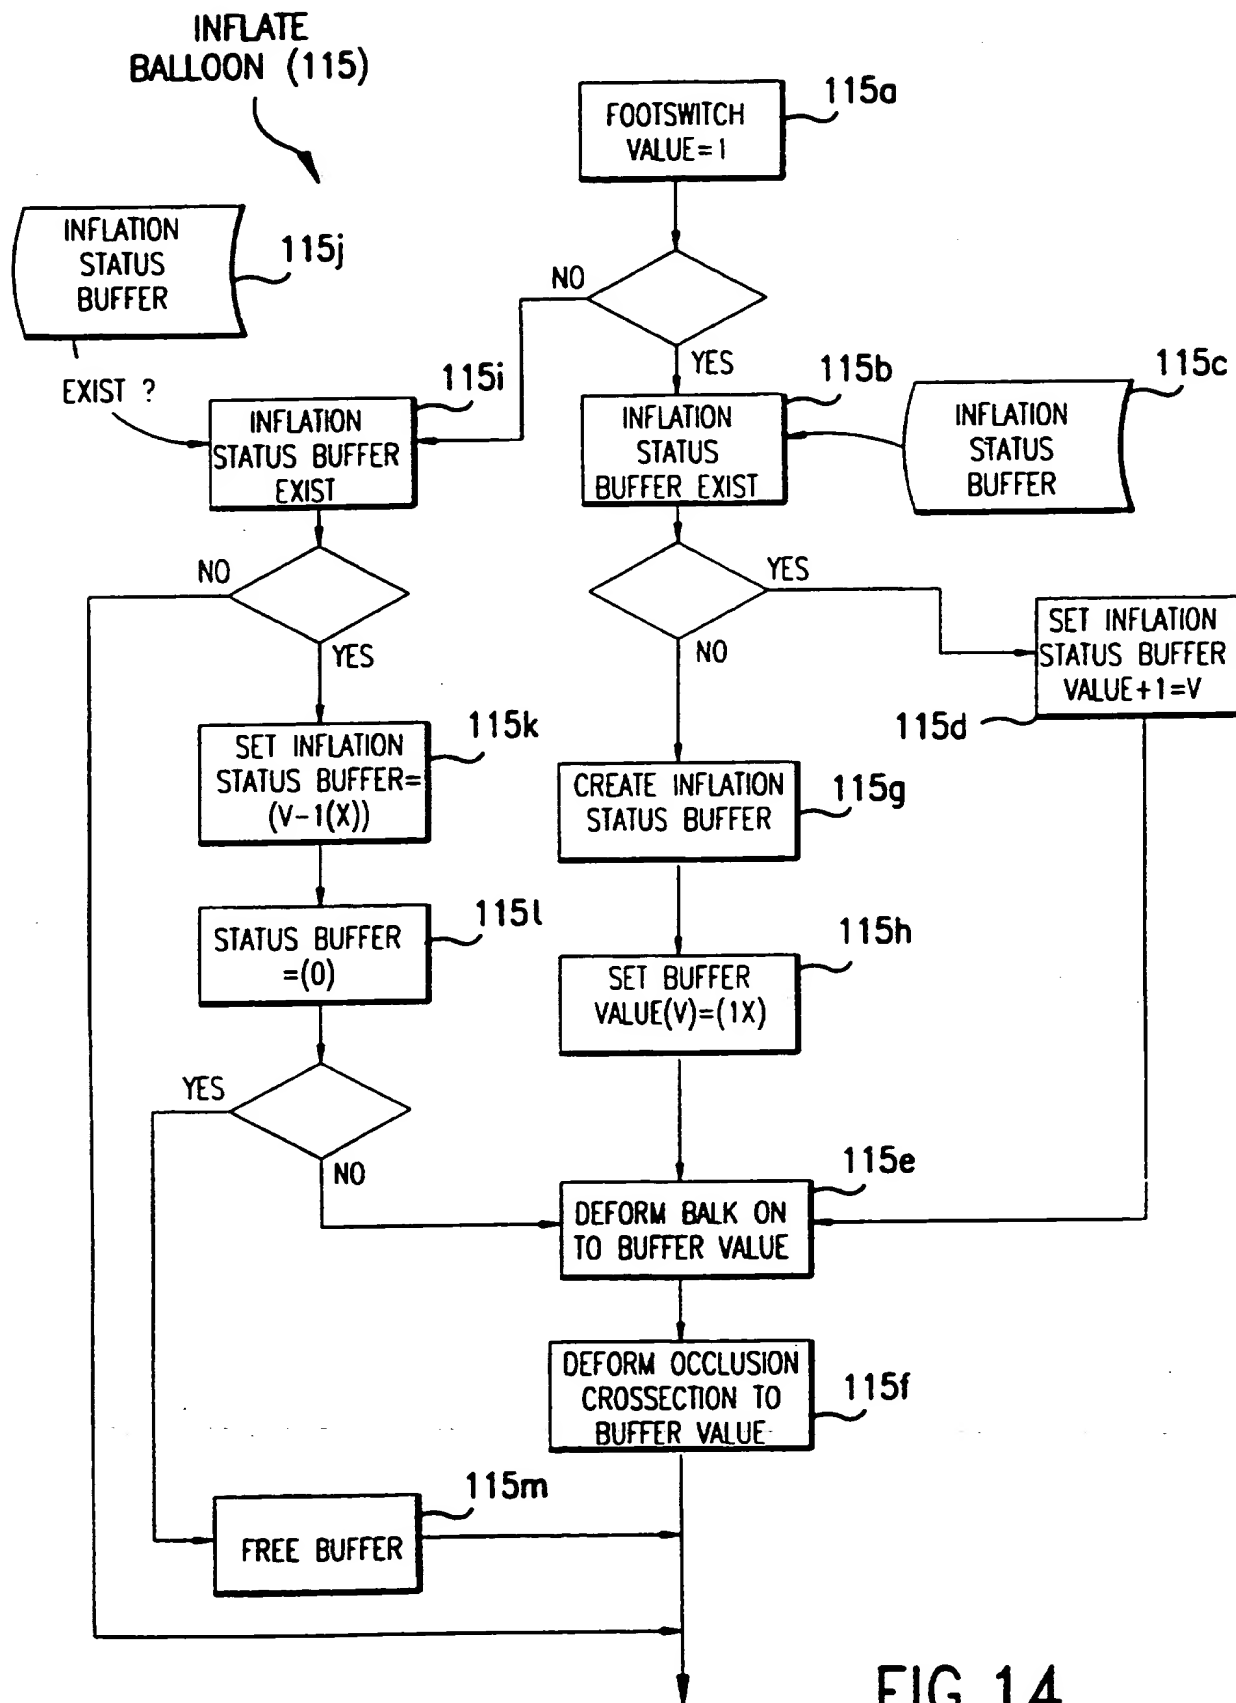 INFLATE
BALLOON (115)
115a
FOOTSWITCH
VALUE=1
INFLATION
STATUS
BUFFER
115j
NO
YES
EXIST ?
115i
INFLATION
STATUS BUFFER
EXIST
115b
INFLATION
STATUS
BUFFER EXIST
115c
INFLATION
STATUS
BUFFER
NO
YES
YES
NO
SET INFLATION
STATUS BUFFER
VALUE+1=V
115d
115k
SET INFLATION
STATUS BUFFER=
(V-1(X))
CREATE INFLATION
STATUS BUFFER
115g
115l
STATUS BUFFER
=(0)
115h
SET BUFFER
VALUE(V)=(1X)
YES
NO
115e
DEFORM BALK ON
TO BUFFER VALUE
DEFORM OCCLUSION
CROSSECTION TO
BUFFER VALUE
115f
115m
FREE BUFFER
FIG.14